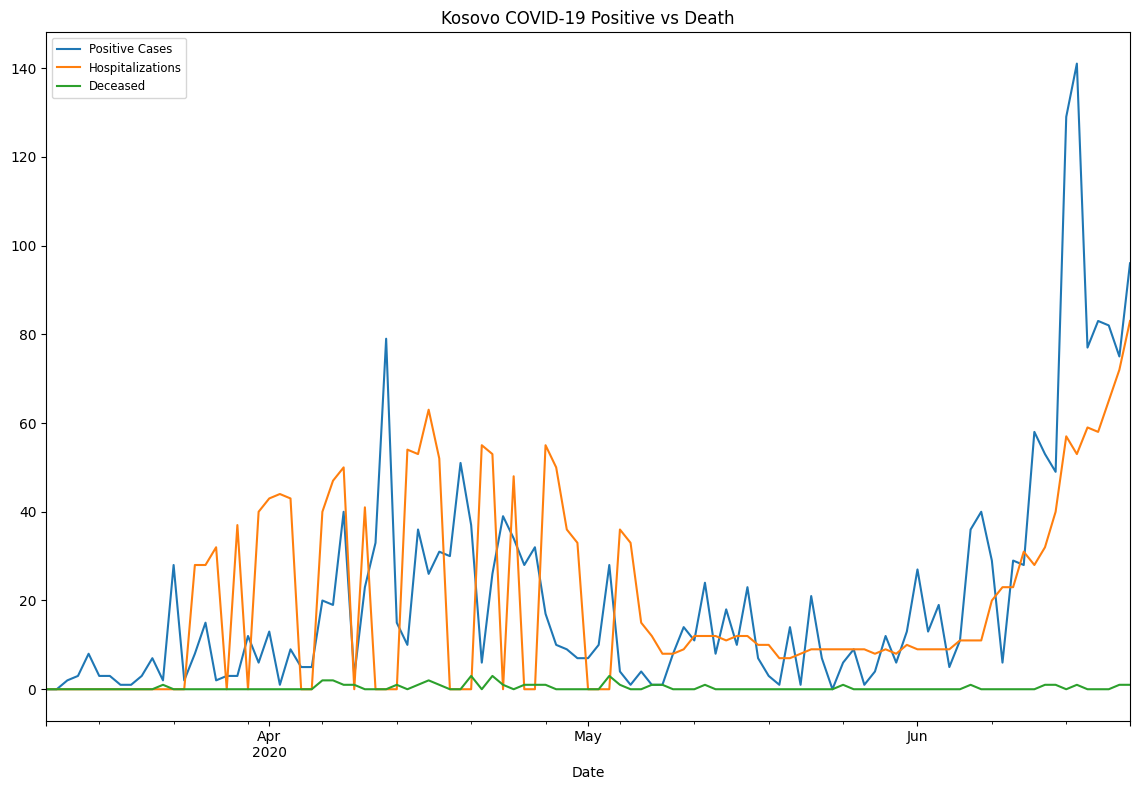 Kosovo COVID-19 Positive vs Death
Positive Cases
Hospitalizations
Deceased
140
120
100
80
60
40
20
0
Apr
2020
May
Jun
Date